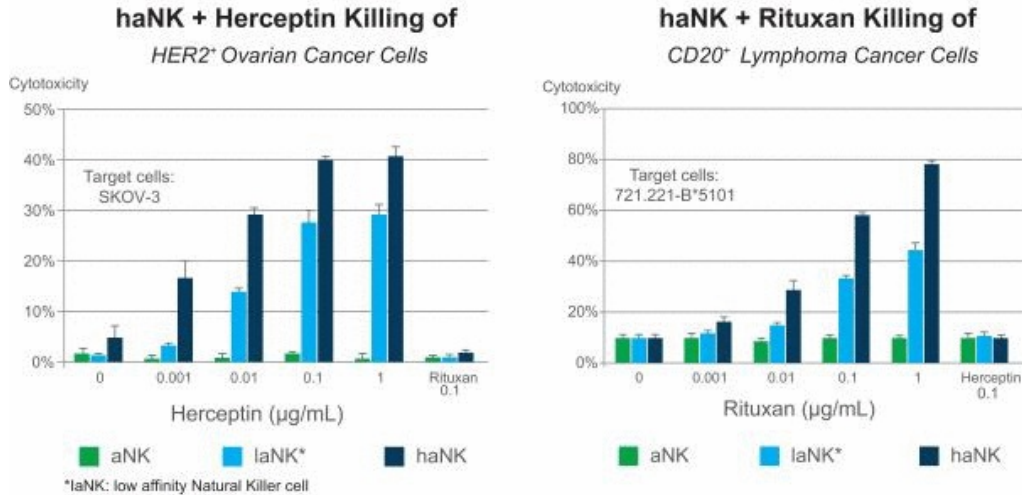 haNK + Herceptin Killing of
HER2+ Ovarian Cancer Cells
Cytotoxicity
50%
40%
30%
20%
10%
0%
Target cells:
SKOV-3
0
0.001
0.01
0.1
1
Rituxan
0.1
Herceptin (µg/mL)
aNK
laNK*
haNK
*laNK: low affinity Natural Killer cell
haNK + Rituxan Killing of
CD20+ Lymphoma Cancer Cells
Cytotoxicity
100%
80%
60%
40%
20%
0%
Target cells:
721.221-B*5101
0
0.001
0.01
0.1
1
Herceptin
0.1
Rituxan (µg/mL)
aNK
laNK*
haNK